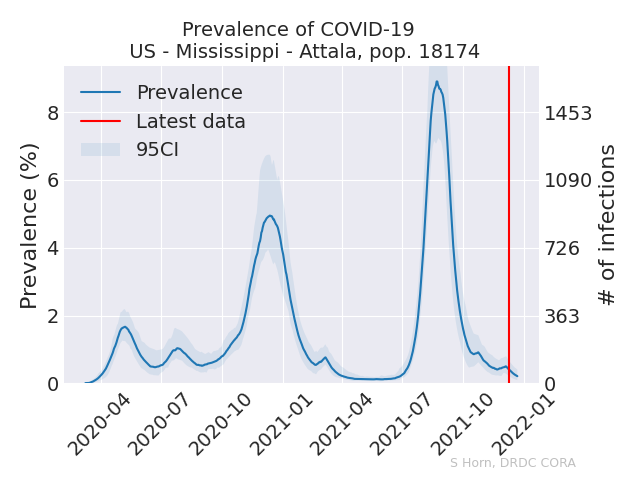 Prevalence of COVID-19
US - Mississippi - Attala, pop. 18174
Prevalence
Latest data
95CI
Prevalence (%)
8
6
4
2
0
1453
1090
726
363
0
# of infections
2020-04
2020-07
2020-10
2021-01
2021-04
2021-07
2021-10
2022-01
S Horn, DRDC CORA